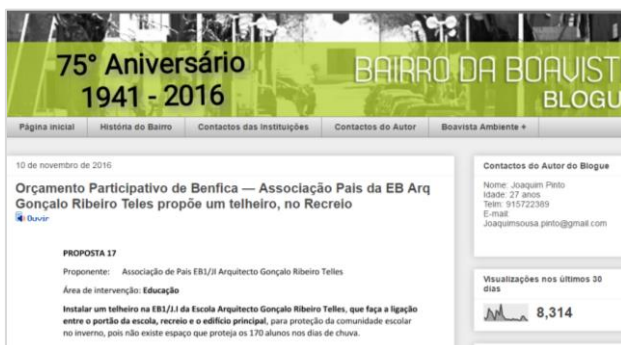 75° Aniversário
1941 - 2016
BAIRRO DA BOAVIST
BLOGU
Página inicial
História do Bairro
Contactos das Instituições
Contactos do Autor
Boavista Ambiente +
10 de novembro de 2016
Orçamento Participativo de Benfica — Associação Pais da EB Arq
Gonçalo Ribeiro Teles propõe um telheiro, no Recreio
Ouvir
PROPOSTA 17
Proponente: Associação de Pais EB1/JI Arquitecto Gonçalo Ribeiro Telles
Área de intervenção: Educação
Instalar um telheiro na EB1/J.I da Escola Arquitecto Gonçalo Ribeiro Telles, que faça a ligação
entre o portão da escola, recreio e o edifício principal, para proteção da comunidade escolar
no inverno, pois não existe espaço que proteja os 170 alunos nos dias de chuva.
Contactos do Autor do Blogue
Nome: Joaquim Pinto
Idade: 27 anos
Telm: 915722389
E-mail:
Joaquimsousa.pinto@gmail.com
Visualizações nos últimos 30
dias
8,314